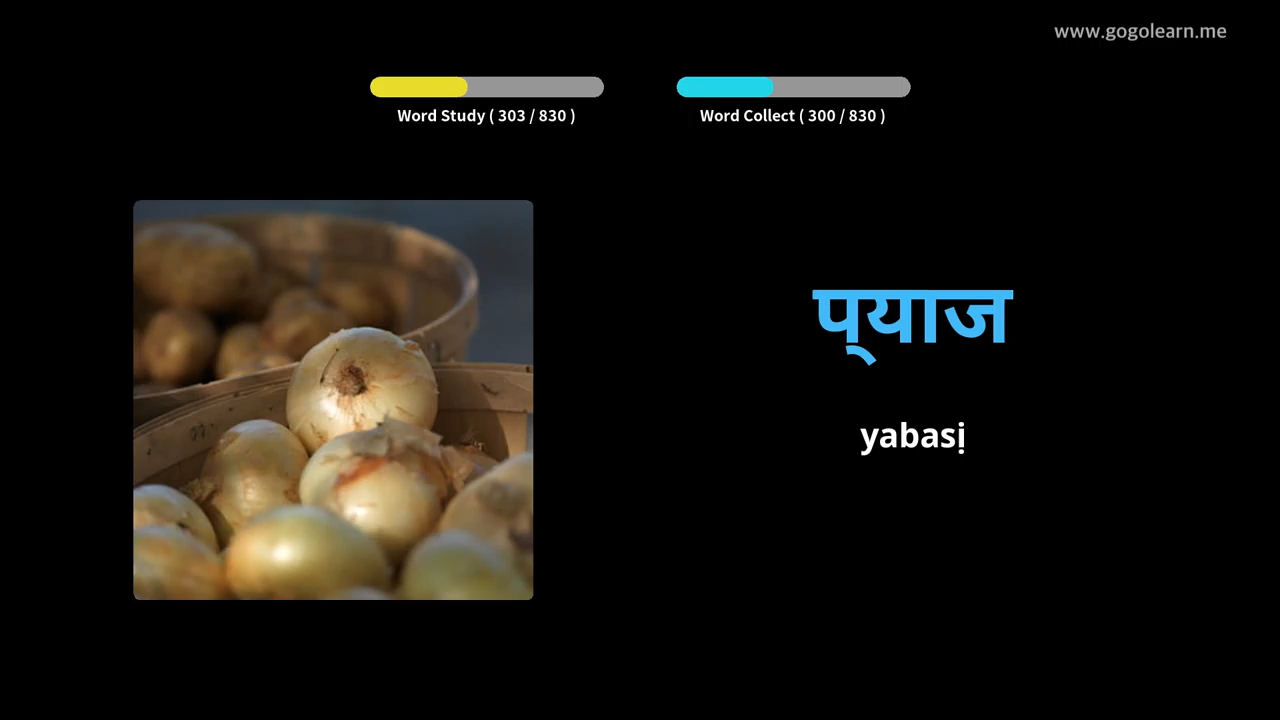 www.gogolearn.me
Word Study ( 303 / 830 )
Word Collect ( 300 / 830 )
प्‌याज
yabasị